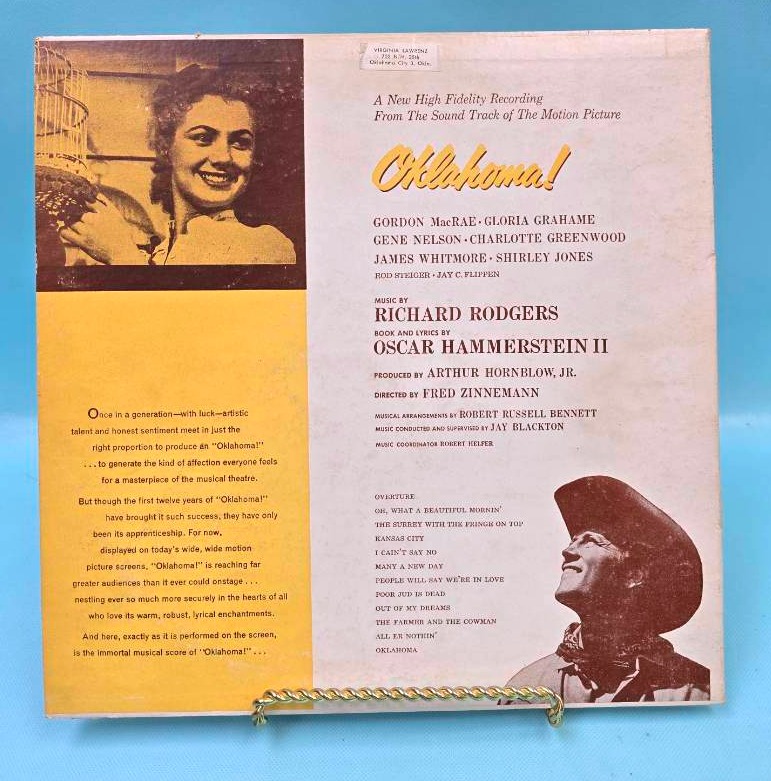 VIRGINIA LAWRENZ
Oklahoma City 3, Okla.
A New High Fidelity Recording
From The Sound Track of The Motion Picture
Oklahoma!
GORDON MacRAE • GLORIA GRAHAME
GENE NELSON • CHARLOTTE GREENWOOD
JAMES WHITMORE • SHIRLEY JONES
ROD STEIGER • JAY C. FLIPPEN
MUSIC BY
RICHARD RODGERS
BOOK AND LYRICS BY
OSCAR HAMMERSTEIN II
PRODUCED BY ARTHUR HORNBLOW, JR.
DIRECTED BY FRED ZINNEMANN
MUSICAL ARRANGEMENTS BY ROBERT RUSSELL BENNETT
MUSIC CONDUCTED AND SUPERVISED BY JAY BLACKTON
MUSIC COORDINATOR ROBERT HELFER
OVERTURE
OH, WHAT A BEAUTIFUL MORNIN'
THE SURREY WITH THE FRINGE ON TOP
KANSAS CITY
I CAIN'T SAY NO
MANY A NEW DAY
PEOPLE WILL SAY WE'RE IN LOVE
POOR JUD IS DEAD
OUT OF MY DREAMS
THE FARMER AND THE COWMAN
ALL ER NOTHIN'
OKLAHOMA
Once in a generation—with luck—artistic
talent and honest sentiment meet in just the
right proportion to produce an "Oklahoma!"
. . . to generate the kind of affection everyone feels
for a masterpiece of the musical theatre.
But though the first twelve years of "Oklahoma!"
have brought it such success, they have only
been its apprenticeship. For now,
displayed on today's wide, wide motion
picture screens, "Oklahoma!" is reaching far
greater audiences than it ever could onstage . . .
nestling ever so much more securely in the hearts of all
who love its warm, robust, lyrical enchantments.
And here, exactly as it is performed on the screen,
is the immortal musical score of "Oklahoma!" . . .